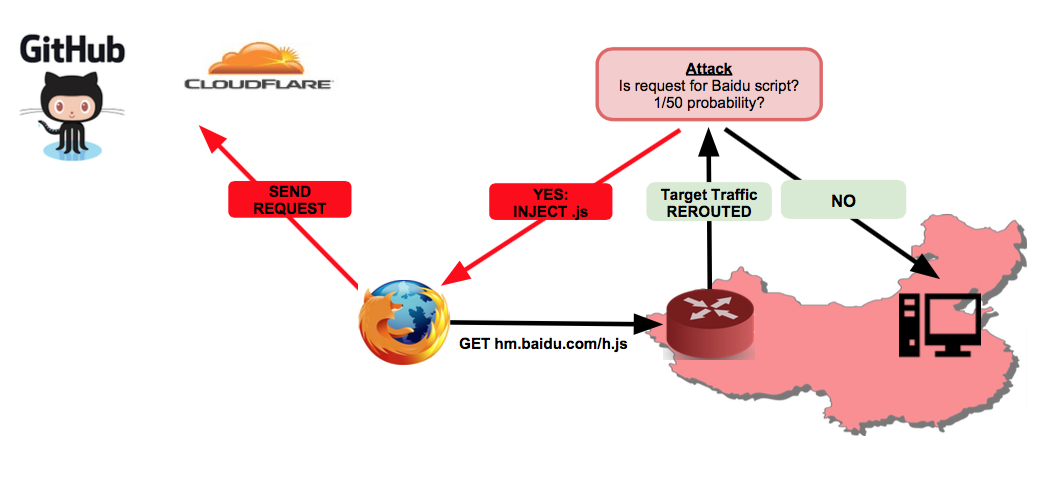 GitHub
CLOUDFLARE
Attack
Is request for Baidu script?
1/50 probability?
SEND
REQUEST
YES:
INJECT .js
Target Traffic
REROUTED
NO
GET hm.baidu.com/h.js